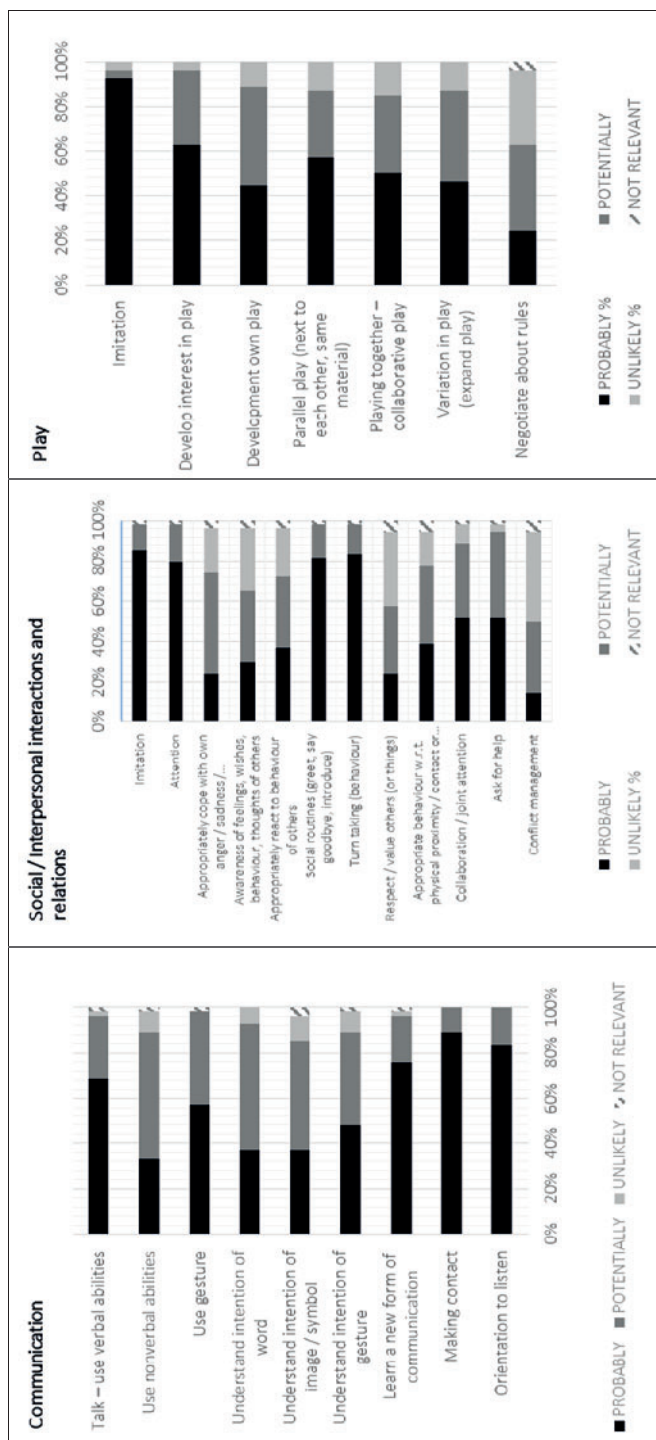 Communication
Talk – use verbal abilities
Use nonverbal abilities
Use gesture
Understand intention of
word
Understand intention of
image / symbol
Understand intention of
gesture
Learn a new form of
communication
Making contact
Orientation to listen
0% 20% 40% 60% 80% 100%
PROBABLY POTENTIALLY UNLIKELY NOT RELEVANT
Social / Interpersonal interactions and
relations
0% 20% 40% 60% 80% 100%
Imitation
Attention
Appropriately cope with own
anger / sadness /...
Awareness of feelings, wishes,
behaviour, thoughts of others
Appropriately react to behaviour
of others
Social routines (greet, say
goodbye, introduce)
Turn taking (behaviour)
Respect / value others (or things)
Appropriate behaviour w.r.t.
physical proximity / contact or...
Collaboration / joint attention
Ask for help
Conflict management
PROBABLY POTENTIALLY
UNLIKELY % NOT RELEVANT
Play
0% 20% 40% 60% 80% 100%
Imitation
Develop interest in play
Development own play
Parallel play (next to
each other, same
material)
Playing together –
collaborative play
Variation in play
(expand play)
Negotiate about rules
PROBABLY % POTENTIALLY
UNLIKELY % NOT RELEVANT